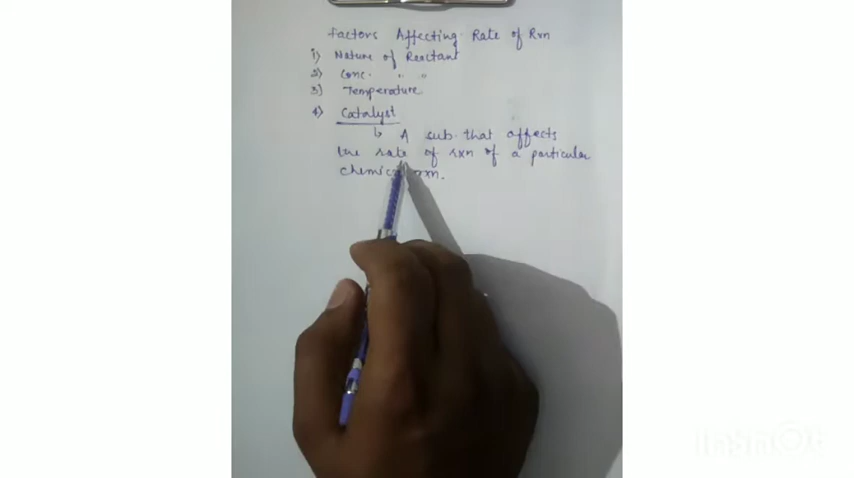 Factors Affecting Rate of Rxn
1) Nature of Reactant
2) Conc. " "
3) Temperature
4) Catalyst
↳ A sub. that affects
the rate of rxn of a particular
rxn.